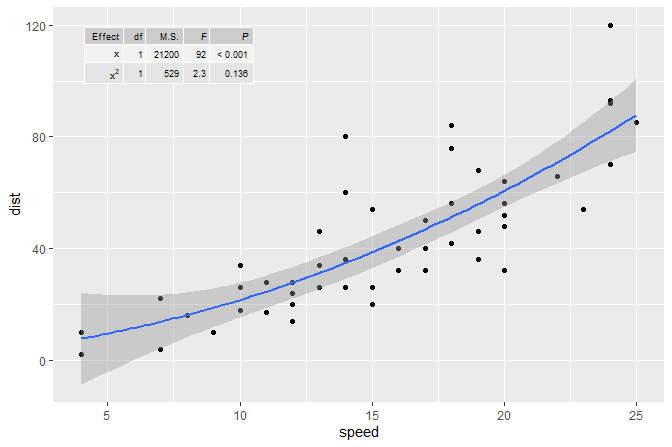 Effect df M.S. F P
x 1 21200 92 < 0.001
x² 1 529 2.3 0.136
120
80
40
0
dist
5 10 15 20 25
speed